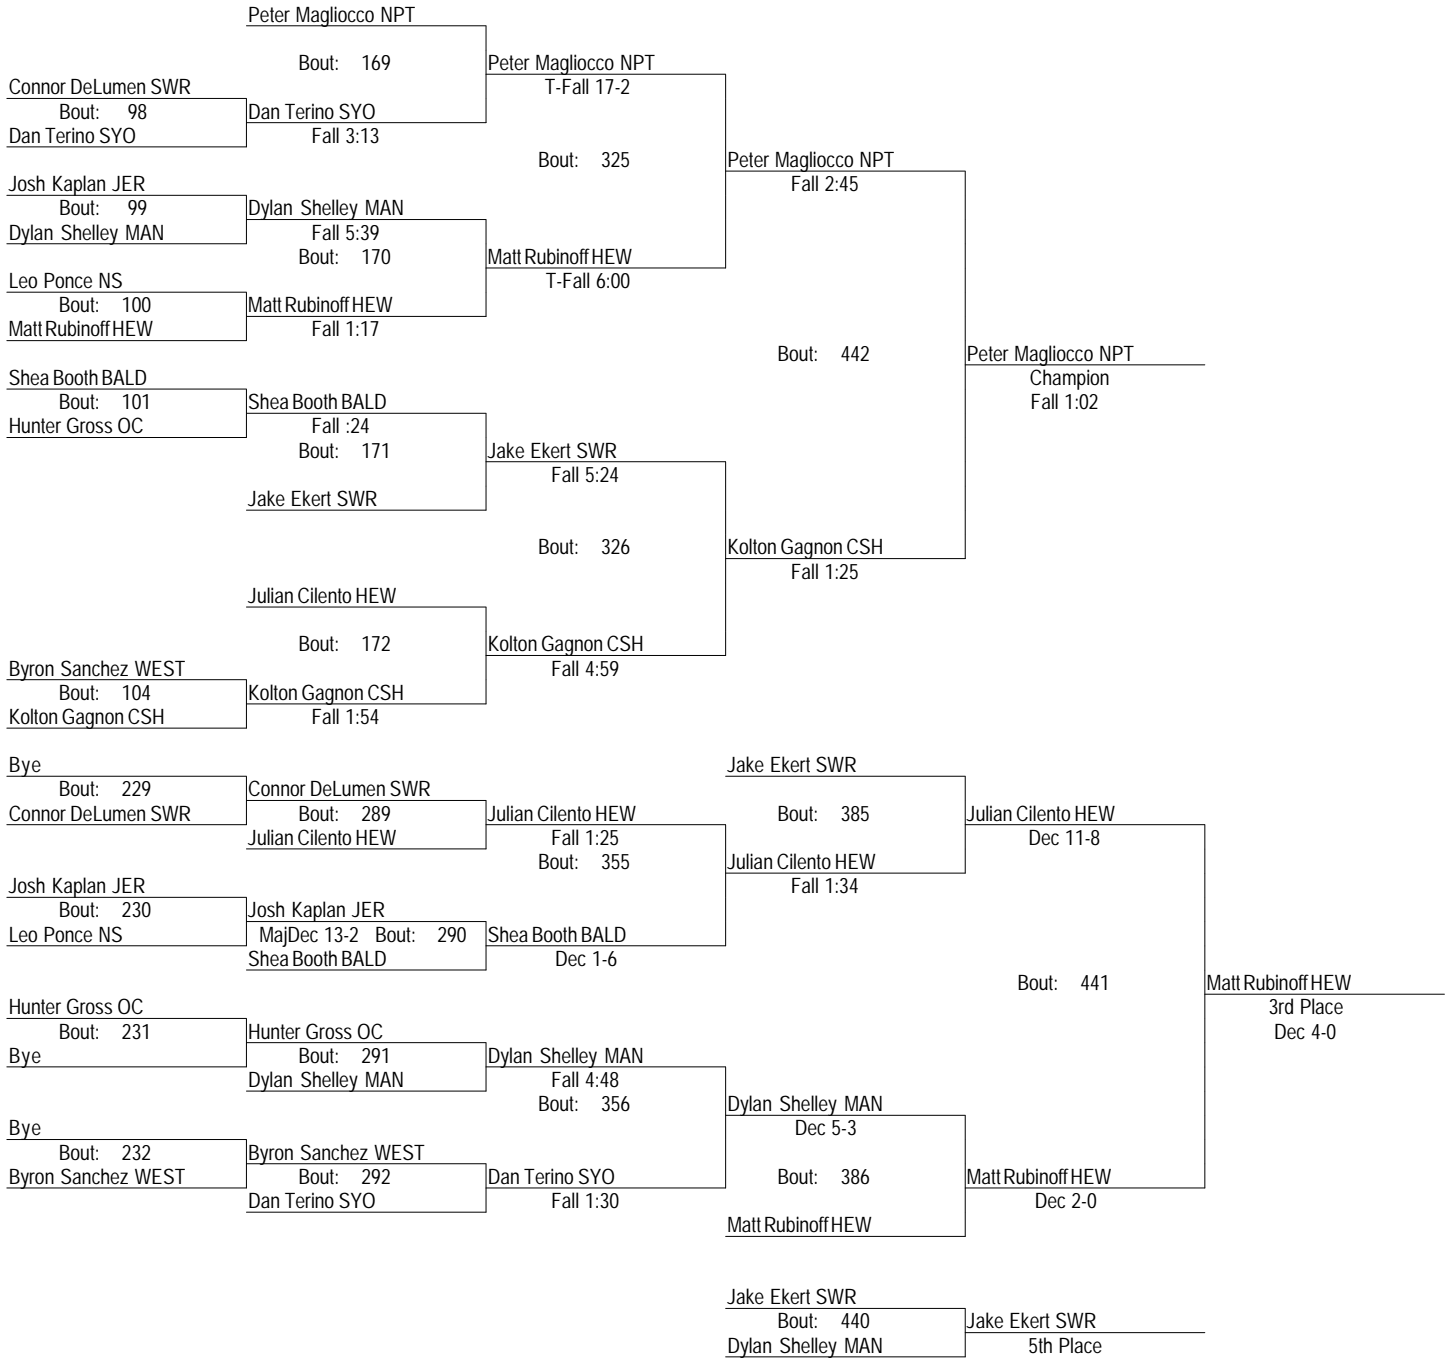 Peter Magliocco NPT
Bout: 169
Peter Magliocco NPT
Connor DeLumen SWR
T-Fall 17-2
Bout: 98
Dan Terino SYO
Dan Terino SYO
Fall 3:13
Bout: 325
Peter Magliocco NPT
Josh Kaplan JER
Fall 2:45
Bout: 99
Dylan Shelley MAN
Dylan Shelley MAN
Fall 5:39
Bout: 170
Matt Rubinoff HEW
Leo Ponce NS
T-Fall 6:00
Bout: 100
Matt Rubinoff HEW
Matt Rubinoff HEW
Fall 1:17
Bout: 442
Peter Magliocco NPT
Shea Booth BALD
Champion
Bout: 101
Shea Booth BALD
Fall 1:02
Hunter Gross OC
Fall :24
Bout: 171
Jake Ekert SWR
Fall 5:24
Jake Ekert SWR
Bout: 326
Kolton Gagnon CSH
Fall 1:25
Julian Cilento HEW
Bout: 172
Kolton Gagnon CSH
Byron Sanchez WEST
Fall 4:59
Bout: 104
Kolton Gagnon CSH
Kolton Gagnon CSH
Fall 1:54
Bye
Jake Ekert SWR
Bout: 229
Connor DeLumen SWR
Connor DeLumen SWR
Bout: 289
Julian Cilento HEW
Bout: 385
Julian Cilento HEW
Julian Cilento HEW
Fall 1:25
Dec 11-8
Bout: 355
Julian Cilento HEW
Josh Kaplan JER
Fall 1:34
Bout: 230
Josh Kaplan JER
Leo Ponce NS
MajDec 13-2 Bout: 290
Shea Booth BALD
Shea Booth BALD
Dec 1-6
Bout: 441
Matt Rubinoff HEW
Hunter Gross OC
3rd Place
Bout: 231
Hunter Gross OC
Dec 4-0
Bye
Bout: 291
Dylan Shelley MAN
Dylan Shelley MAN
Fall 4:48
Bout: 356
Dylan Shelley MAN
Bye
Dec 5-3
Bout: 232
Byron Sanchez WEST
Byron Sanchez WEST
Bout: 292
Dan Terino SYO
Bout: 386
Matt Rubinoff HEW
Dan Terino SYO
Fall 1:30
Dec 2-0
Matt Rubinoff HEW
Jake Ekert SWR
Bout: 440
Jake Ekert SWR
Dylan Shelley MAN
5th Place